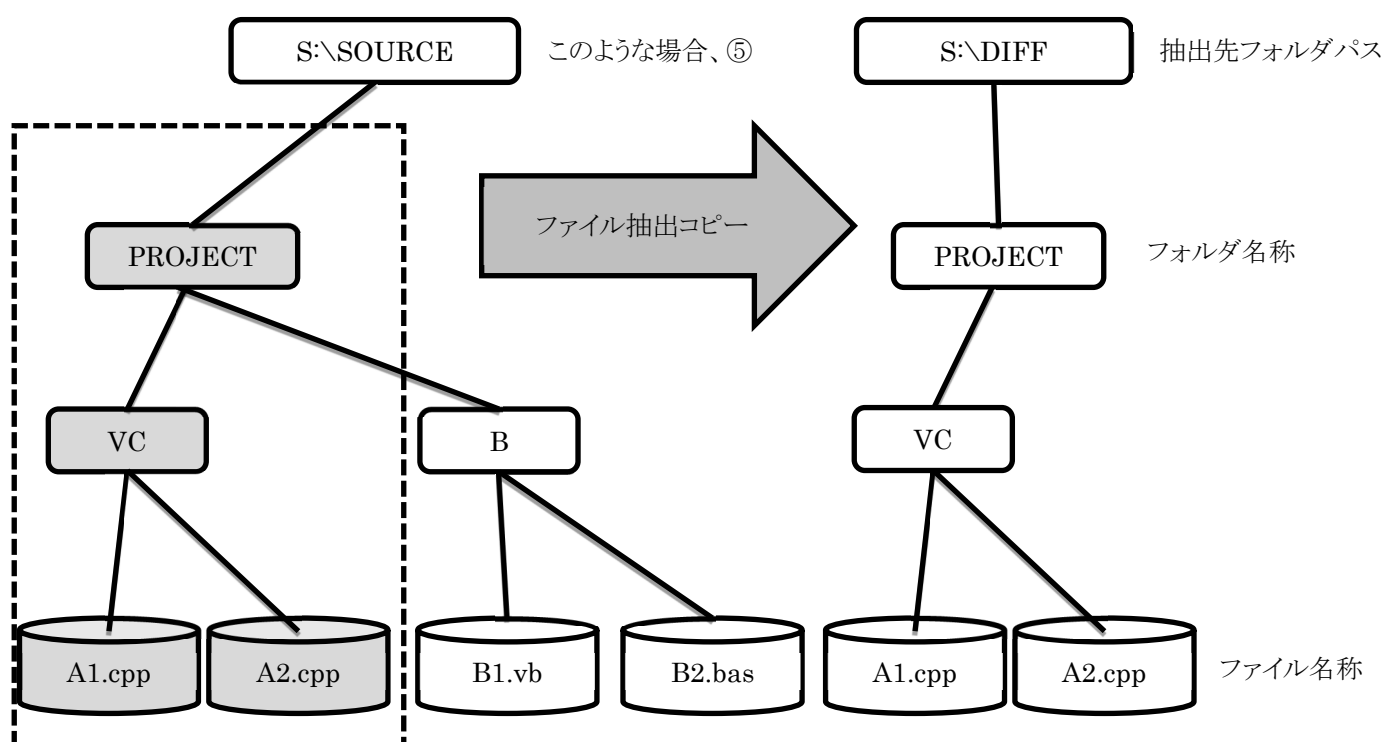 S:\SOURCE
このような場合、⑤
S:\DIFF
抽出先フォルダパス
ファイル抽出コピー
PROJECT
PROJECT
フォルダ名称
VC
B
VC
A1.cpp
A2.cpp
B1.vb
B2.bas
A1.cpp
A2.cpp
ファイル名称